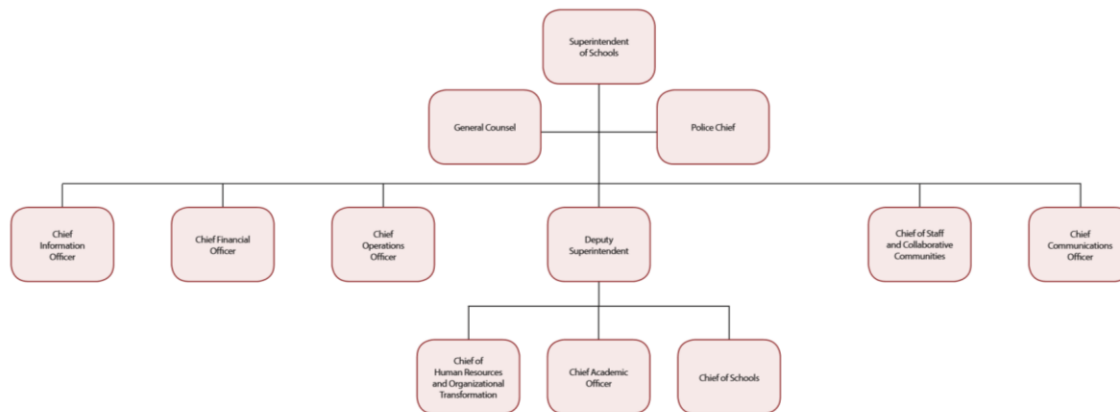 Superintendent
of Schools
General Counsel
Police Chief
Chief
Information
Officer
Chief Financial
Officer
Chief
Operations
Officer
Deputy
Superintendent
Chief of Staff
and Collaborative
Communities
Chief
Communications
Officer
Chief of
Human Resources
and Organizational
Transformation
Chief Academic
Officer
Chief of Schools